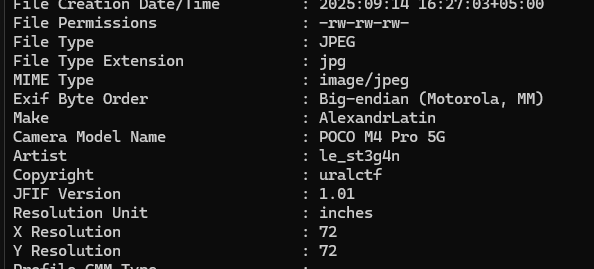 File Creation Date/Time : 2025:09:14 16:27:03+05:00
File Permissions : -rw-rw-rw-
File Type : JPEG
File Type Extension : jpg
MIME Type : image/jpeg
Exif Byte Order : Big-endian (Motorola, MM)
Make : AlexandrLatin
Camera Model Name : POCO M4 Pro 5G
Artist : le_st3g4n
Copyright : uralctf
JFIF Version : 1.01
Resolution Unit : inches
X Resolution : 72
Y Resolution : 72
Profile CMM Type :